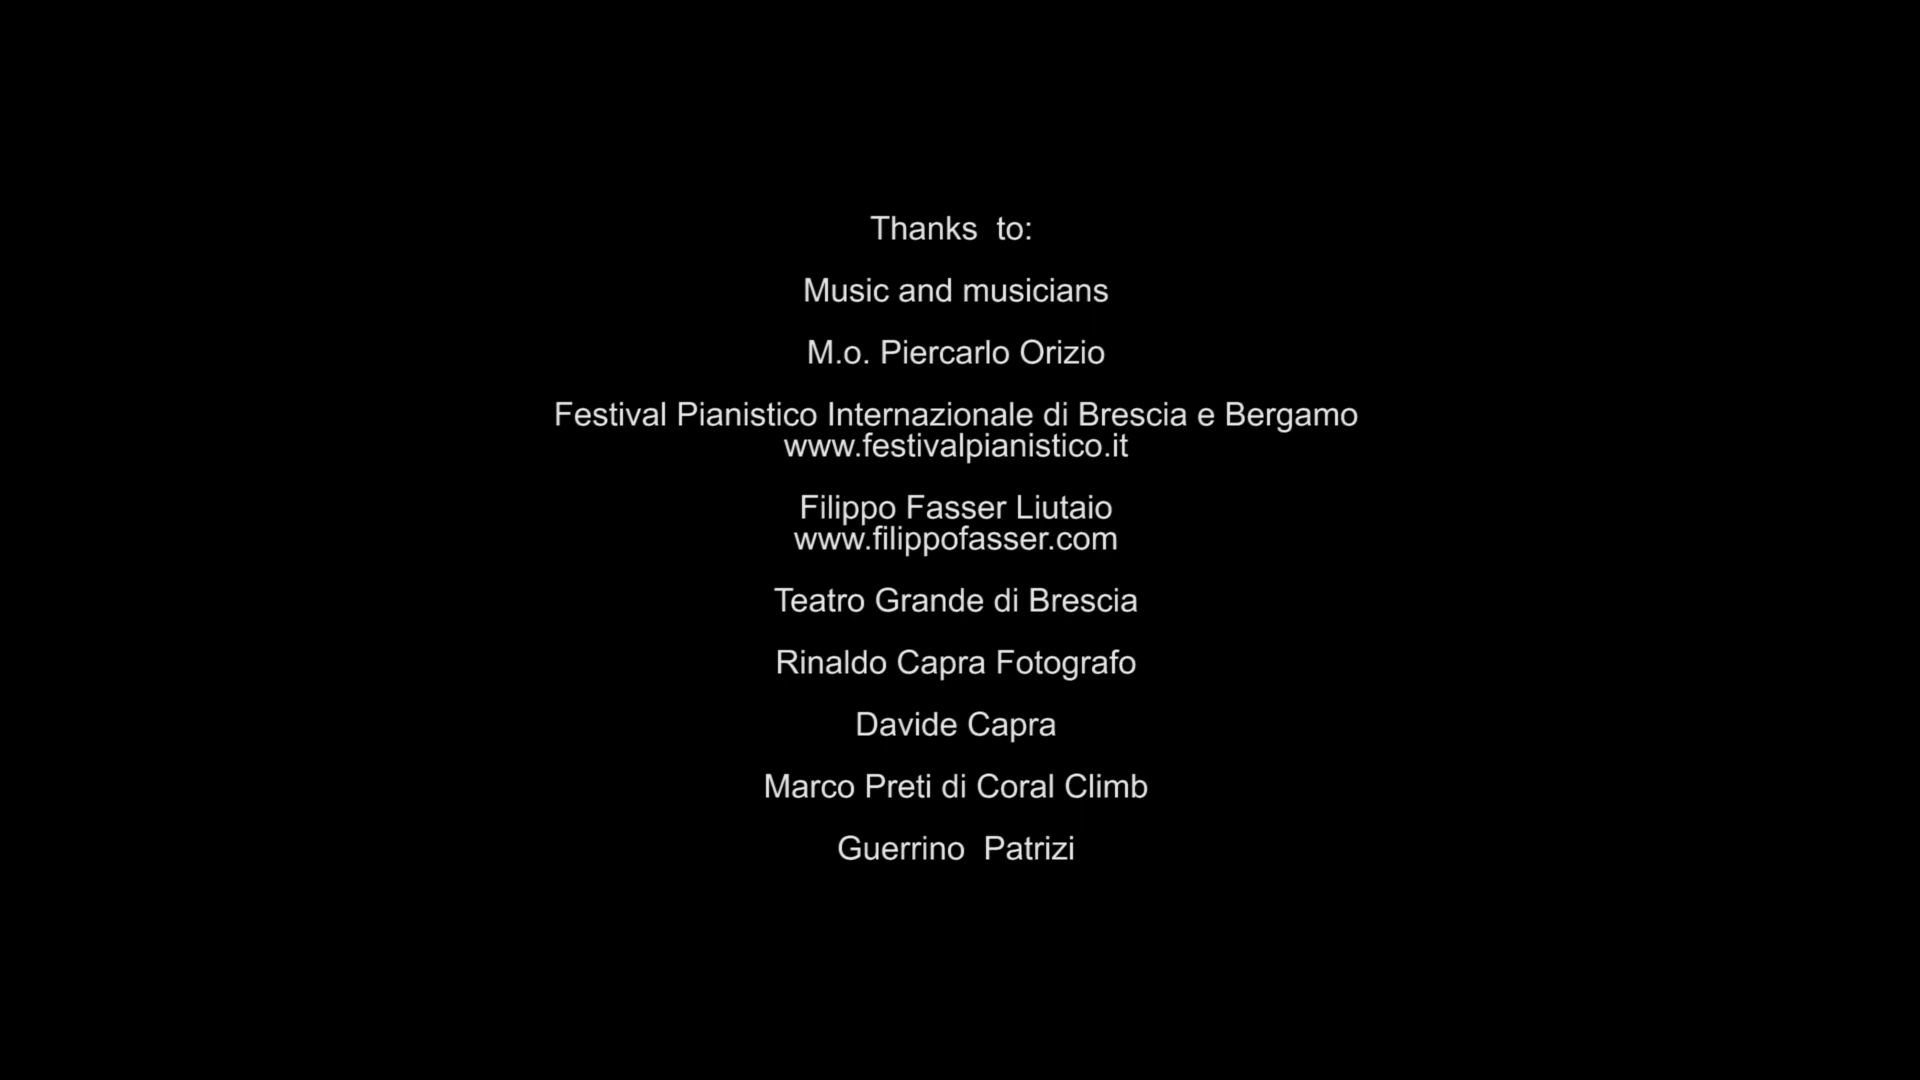 Thanks  to:
Music and musicians
M.o. Piercarlo Orizio
Festival Pianistico Internazionale di Brescia e Bergamo
www.festivalpianistico.it
Filippo Fasser Liutaio
www.filippofasser.com
Teatro Grande di Brescia
Rinaldo Capra Fotografo
Davide Capra
Marco Preti di Coral Climb
Guerrino  Patrizi